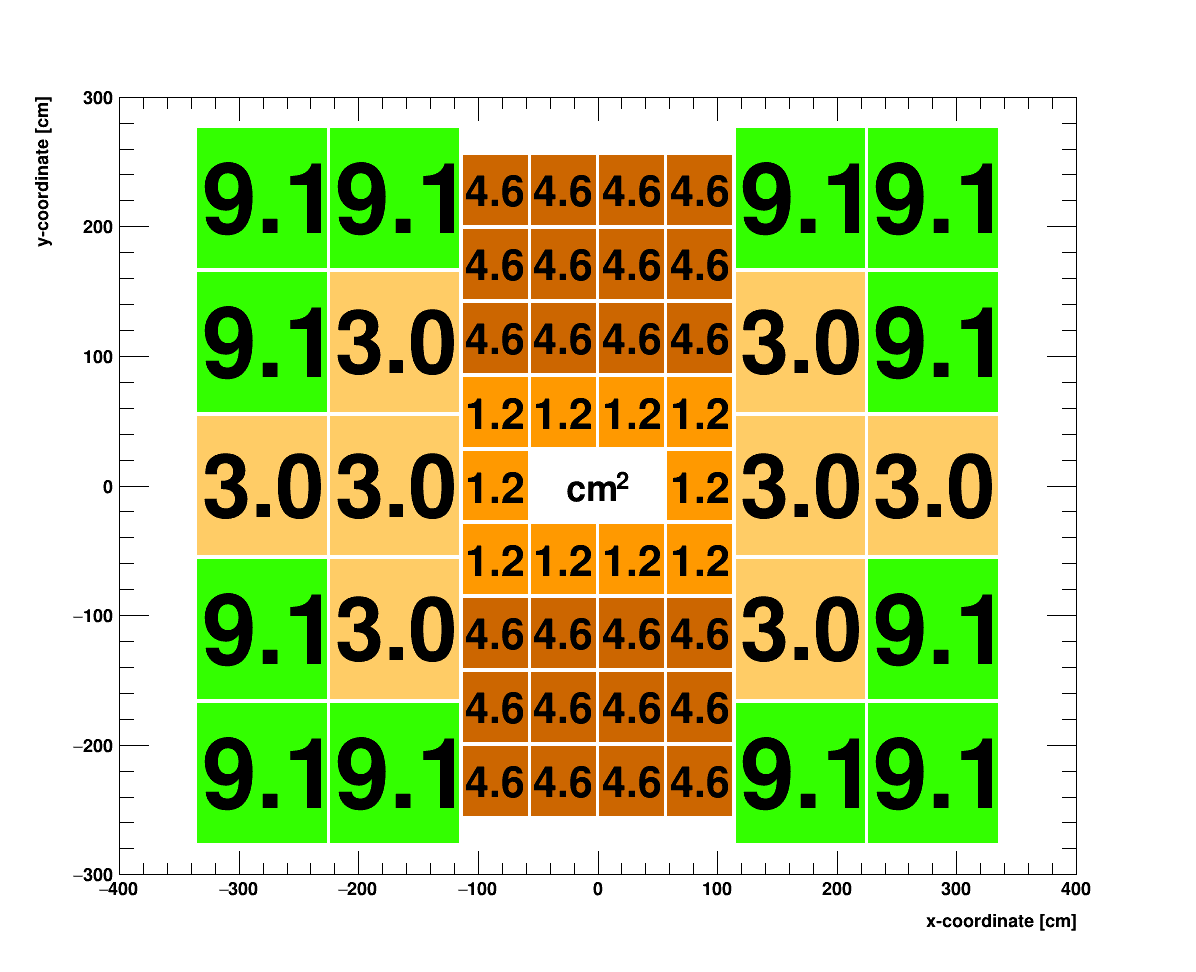 y-coordinate [cm]
300
200
100
0
−100
−200
−300
9.1 9.1 9.1 9.1
4.6 4.6 4.6 4.6
4.6 4.6 4.6 4.6
9.1 3.0 3.0 9.1
4.6 4.6 4.6 4.6
1.2 1.2 1.2 1.2
3.0 3.0 1.2 cm² 1.2 3.0 3.0
1.2 1.2 1.2 1.2
9.1 3.0 4.6 4.6 4.6 4.6 3.0 9.1
4.6 4.6 4.6 4.6
9.1 9.1 9.1 9.1
4.6 4.6 4.6 4.6
−400 −300 −200 −100 0 100 200 300 400
x-coordinate [cm]